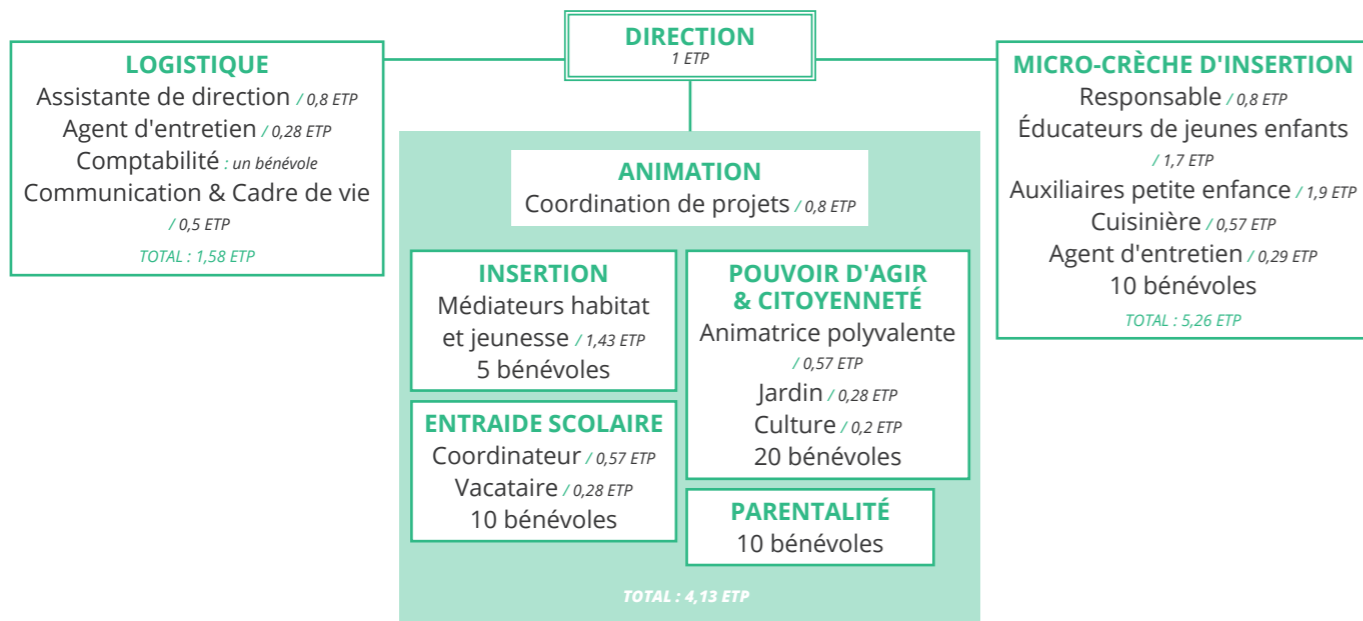 DIRECTION
1 ETP
LOGISTIQUE
Assistante de direction / 0,8 ETP
Agent d'entretien / 0,28 ETP
Comptabilité : un bénévole
Communication & Cadre de vie
/ 0,5 ETP
TOTAL : 1,58 ETP
ANIMATION
Coordination de projets / 0,8 ETP
INSERTION
Médiateurs habitat
et jeunesse / 1,43 ETP
5 bénévoles
ENTRAIDE SCOLAIRE
Coordinateur / 0,57 ETP
Vacataire / 0,28 ETP
10 bénévoles
POUVOIR D'AGIR
& CITOYENNETÉ
Animatrice polyvalente
/ 0,57 ETP
Jardin / 0,28 ETP
Culture / 0,2 ETP
20 bénévoles
PARENTALITÉ
10 bénévoles
TOTAL : 4,13 ETP
MICRO-CRÈCHE D'INSERTION
Responsable / 0,8 ETP
Éducateurs de jeunes enfants
/ 1,7 ETP
Auxiliaires petite enfance / 1,9 ETP
Cuisinière / 0,57 ETP
Agent d'entretien / 0,29 ETP
10 bénévoles
TOTAL : 5,26 ETP